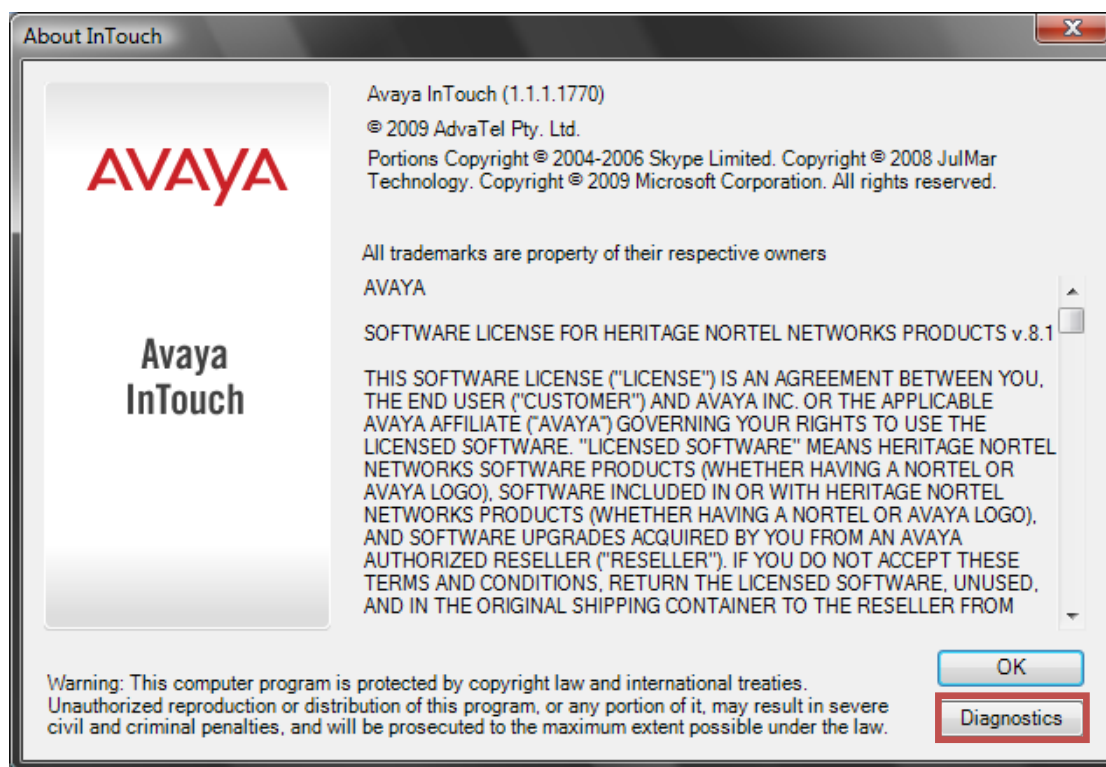 About InTouch
X
AVAYA
Avaya
InTouch
Avaya InTouch (1.1.1.1770)
© 2009 AdvaTel Pty. Ltd.
Portions Copyright © 2004-2006 Skype Limited. Copyright © 2008 JulMar
Technology. Copyright © 2009 Microsoft Corporation. All rights reserved.
All trademarks are property of their respective owners
AVAYA
SOFTWARE LICENSE FOR HERITAGE NORTEL NETWORKS PRODUCTS v.8.1
THIS SOFTWARE LICENSE ("LICENSE") IS AN AGREEMENT BETWEEN YOU,
THE END USER ("CUSTOMER") AND AVAYA INC. OR THE APPLICABLE
AVAYA AFFILIATE ("AVAYA") GOVERNING YOUR RIGHTS TO USE THE
LICENSED SOFTWARE. "LICENSED SOFTWARE" MEANS HERITAGE NORTEL
NETWORKS SOFTWARE PRODUCTS (WHETHER HAVING A NORTEL OR
AVAYA LOGO), SOFTWARE INCLUDED IN OR WITH HERITAGE NORTEL
NETWORKS PRODUCTS (WHETHER HAVING A NORTEL OR AVAYA LOGO),
AND SOFTWARE UPGRADES ACQUIRED BY YOU FROM AN AVAYA
AUTHORIZED RESELLER ("RESELLER"). IF YOU DO NOT ACCEPT THESE
TERMS AND CONDITIONS, RETURN THE LICENSED SOFTWARE, UNUSED,
AND IN THE ORIGINAL SHIPPING CONTAINER TO THE RESELLER FROM
Warning: This computer program is protected by copyright law and international treaties.
Unauthorized reproduction or distribution of this program, or any portion of it, may result in severe
civil and criminal penalties, and will be prosecuted to the maximum extent possible under the law.
OK
Diagnostics